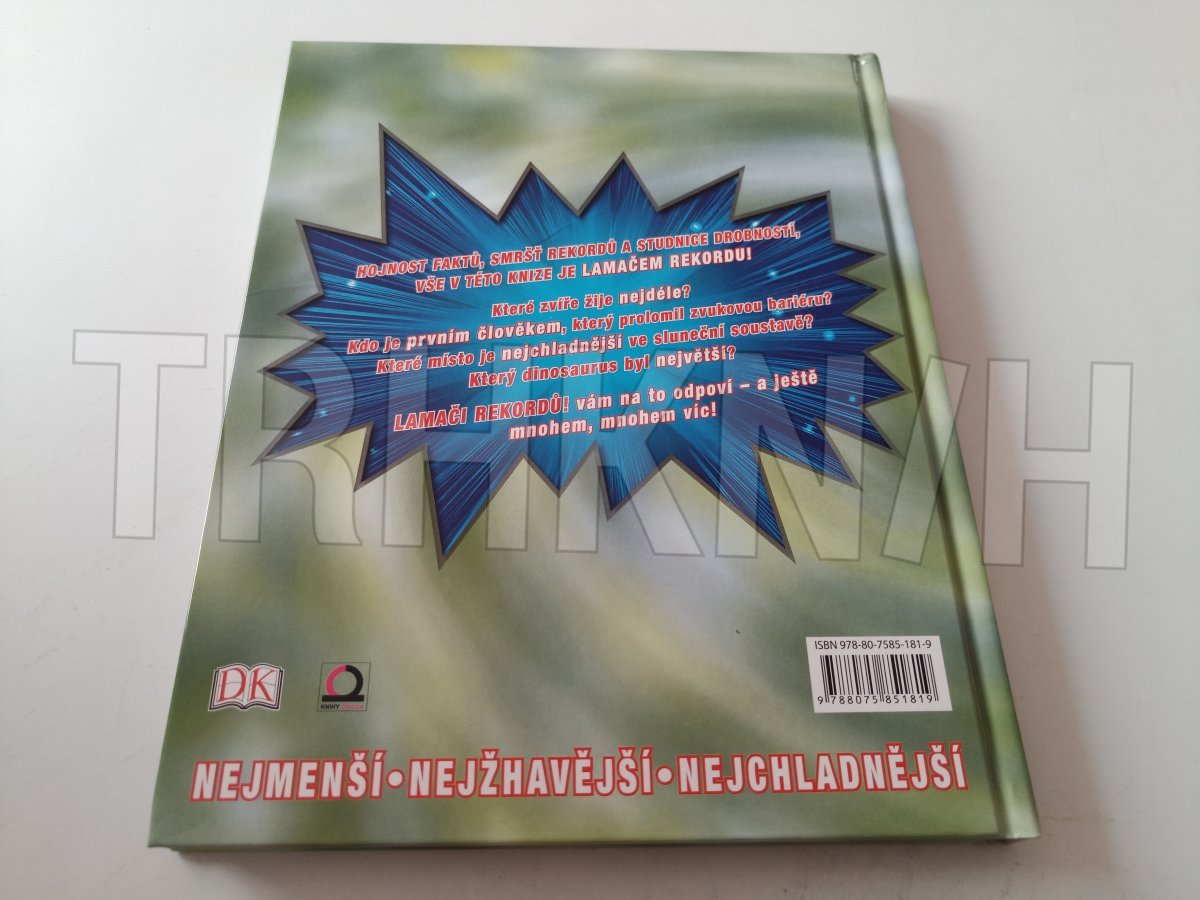 HOJNOST FAKTŮ, SMRŠŤ REKORDŮ A STUDNICE DROBNOSTÍ,
VŠE V TÉTO KNIZE JE LAMAČEM REKORDU!
Které zvíře žije nejdéle?
Kdo je prvním člověkem, který prolomil zvukovou bariéru?
Které místo je nejchladnější ve sluneční soustavě?
Který dinosaurus byl největší?
LAMAČI REKORDŮ! vám na to odpoví – a ještě
mnohem, mnohem víc!
TRHKNIH
ISBN 978-80-7585-181-9
9 788075 851819
DK
KNIHY OMEGA
NEJMENŠÍ • NEJŽHAVĚJŠÍ • NEJCHLADNĚJŠÍ